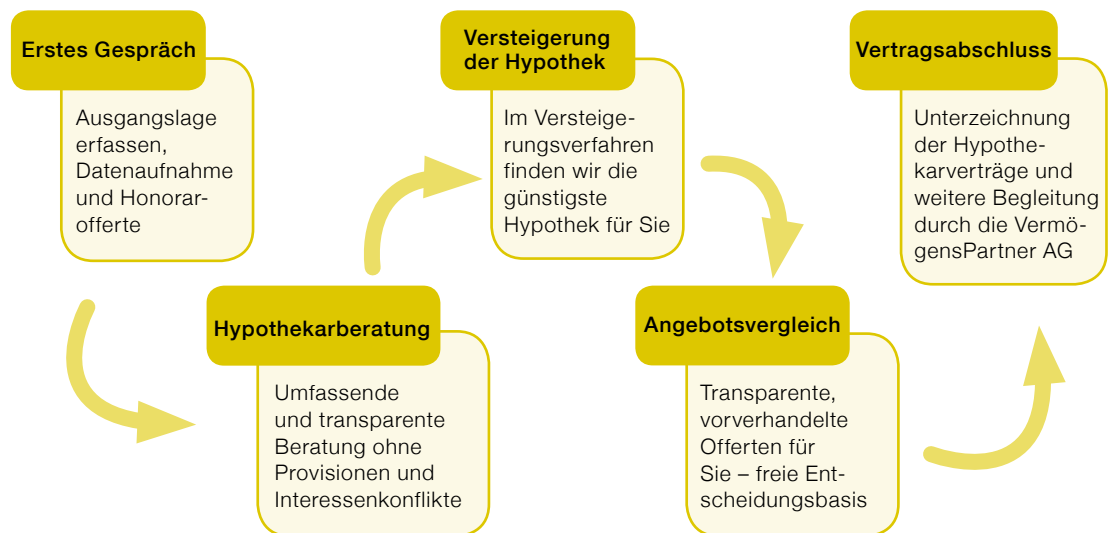 Erstes Gespräch
Ausgangslage
erfassen,
Datenaufnahme
und Honorar-
offerte
Hypothekarberatung
Umfassende
und transparente
Beratung ohne
Provisionen und
Interessenkonflikte
Versteigerung
der Hypothek
Im Versteige-
rungsverfahren
finden wir die
günstigste
Hypothek für Sie
Angebotsvergleich
Transparente,
vorverhandelte
Offerten für
Sie – freie Ent-
scheidungsbasis
Vertragsabschluss
Unterzeichnung
der Hypothe-
karverträge und
weitere Begleitung
durch die Vermö-
gensPartner AG